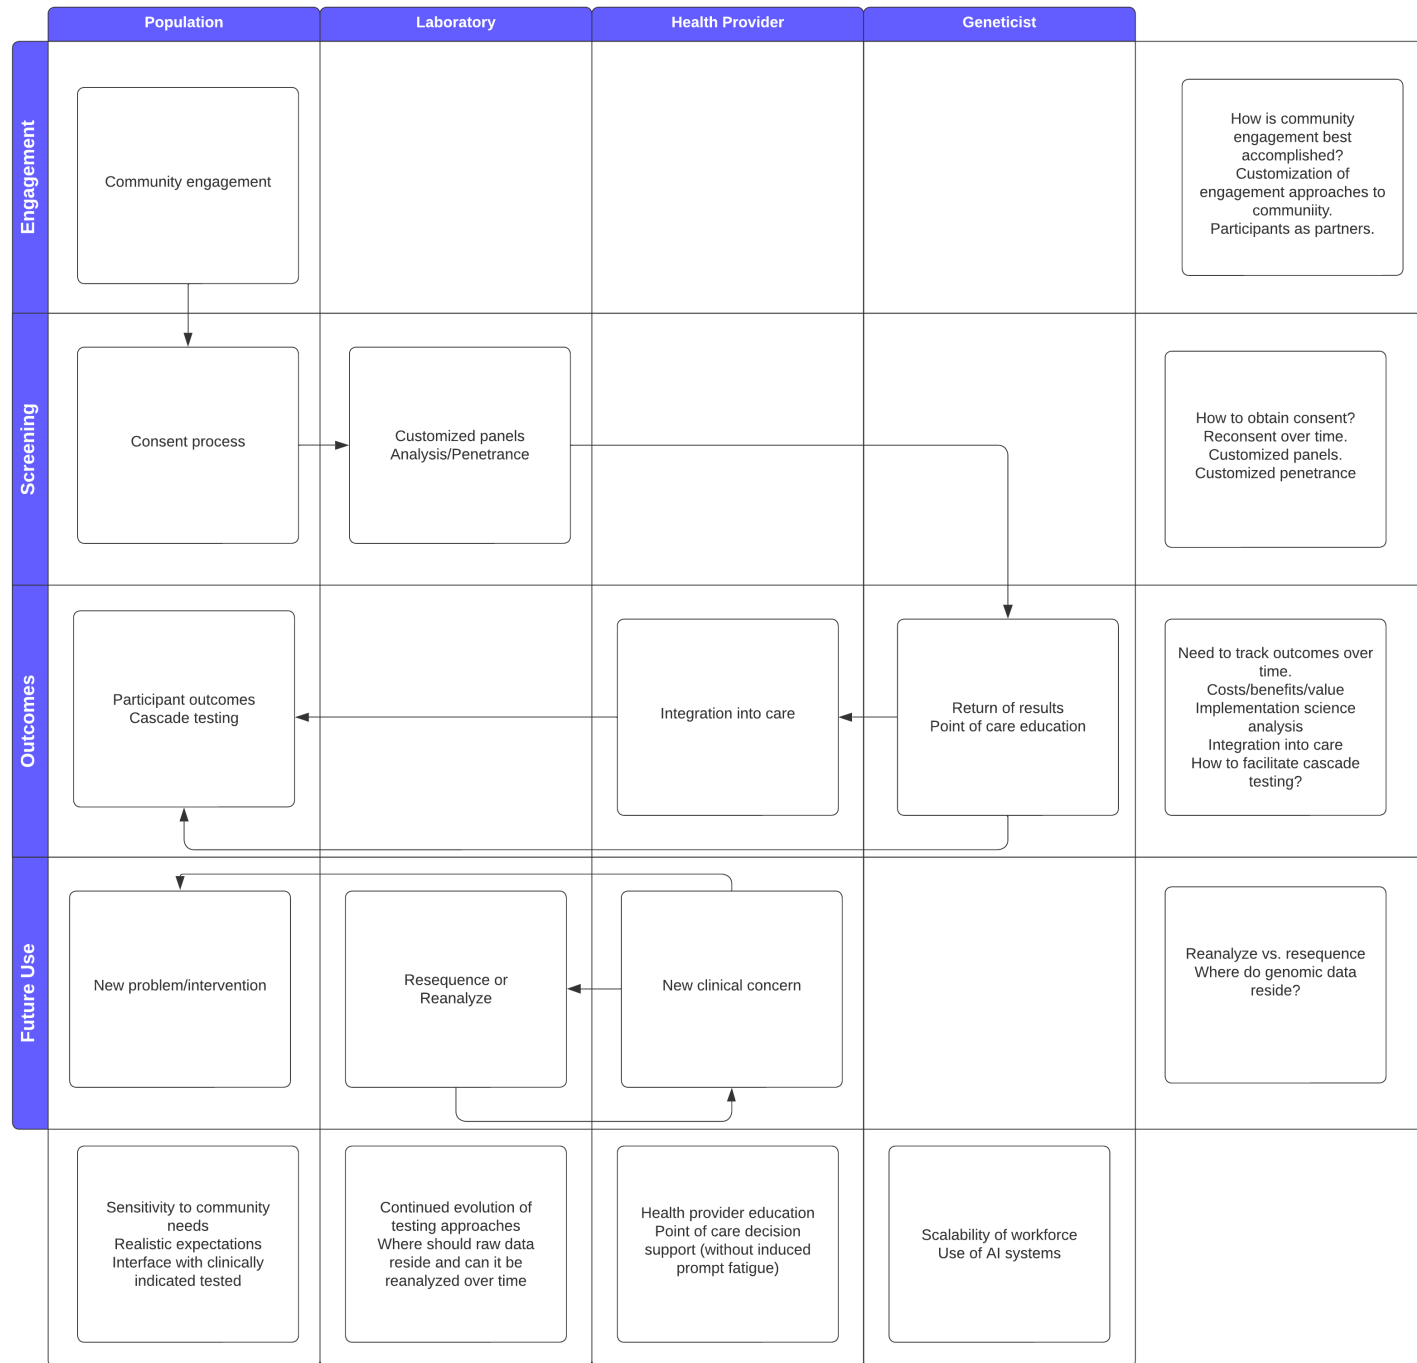 Population
Laboratory
Health Provider
Geneticist
Engagement
Community engagement
How is community
engagement best
accomplished?
Customization of
engagement approaches to
communiity.
Participants as partners.
Screening
Consent process
Customized panels
Analysis/Penetrance
How to obtain consent?
Reconsent over time.
Customized panels.
Customized penetrance
Outcomes
Participant outcomes
Cascade testing
Integration into care
Return of results
Point of care education
Need to track outcomes over
time.
Costs/benefits/value
Implementation science
analysis
Integration into care
How to facilitate cascade
testing?
Future Use
New problem/intervention
Resequence or
Reanalyze
New clinical concern
Reanalyze vs. resequence
Where do genomic data
reside?
Sensitivity to community
needs
Realistic expectations
Interface with clinically
indicated tested
Continued evolution of
testing approaches
Where should raw data
reside and can it be
reanalyzed over time
Health provider education
Point of care decision
support (without induced
prompt fatigue)
Scalability of workforce
Use of AI systems